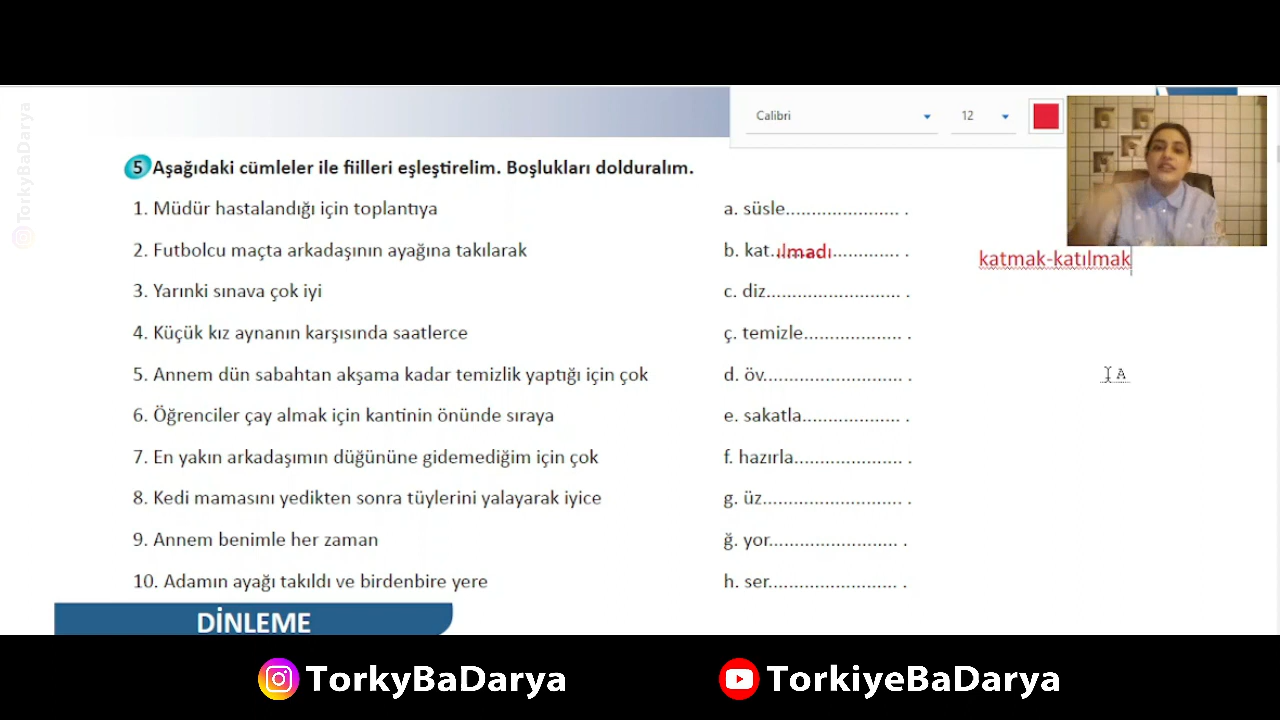 Calibri
12
TorkyBaDarya
5 Aşağıdaki cümleler ile fiilleri eşleştirelim. Boşlukları dolduralım.
1. Müdür hastalandığı için toplantıya
2. Futbolcu maçta arkadaşının ayağına takılarak
3. Yarınki sınava çok iyi
4. Küçük kız aynanın karşısında saatlerce
5. Annem dün sabahtan akşama kadar temizlik yaptığı için çok
6. Öğrenciler çay almak için kantinin önünde sıraya
7. En yakın arkadaşımın düğününe gidemediğim için çok
8. Kedi mamasını yedikten sonra tüylerini yalayarak iyice
9. Annem benimle her zaman
10. Adamın ayağı takıldı ve birdenbire yere
a. süsle...................... .
b. kat..ılmadı............. .
c. diz.......................... .
ç. temizle................... .
d. öv........................... .
e. sakatla................... .
f. hazırla..................... .
g. üz........................... .
ğ. yor......................... .
h. ser......................... .
katmak-katılmak
A
DİNLEME
TorkyBaDarya
TorkiyeBaDarya